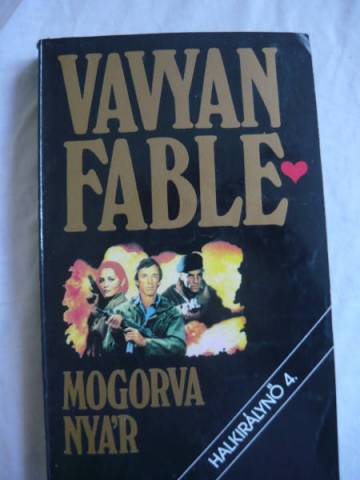 VAVYAN
FABLE
MOGORVA
NYA'R
HALKIRÁLYNŐ 4.